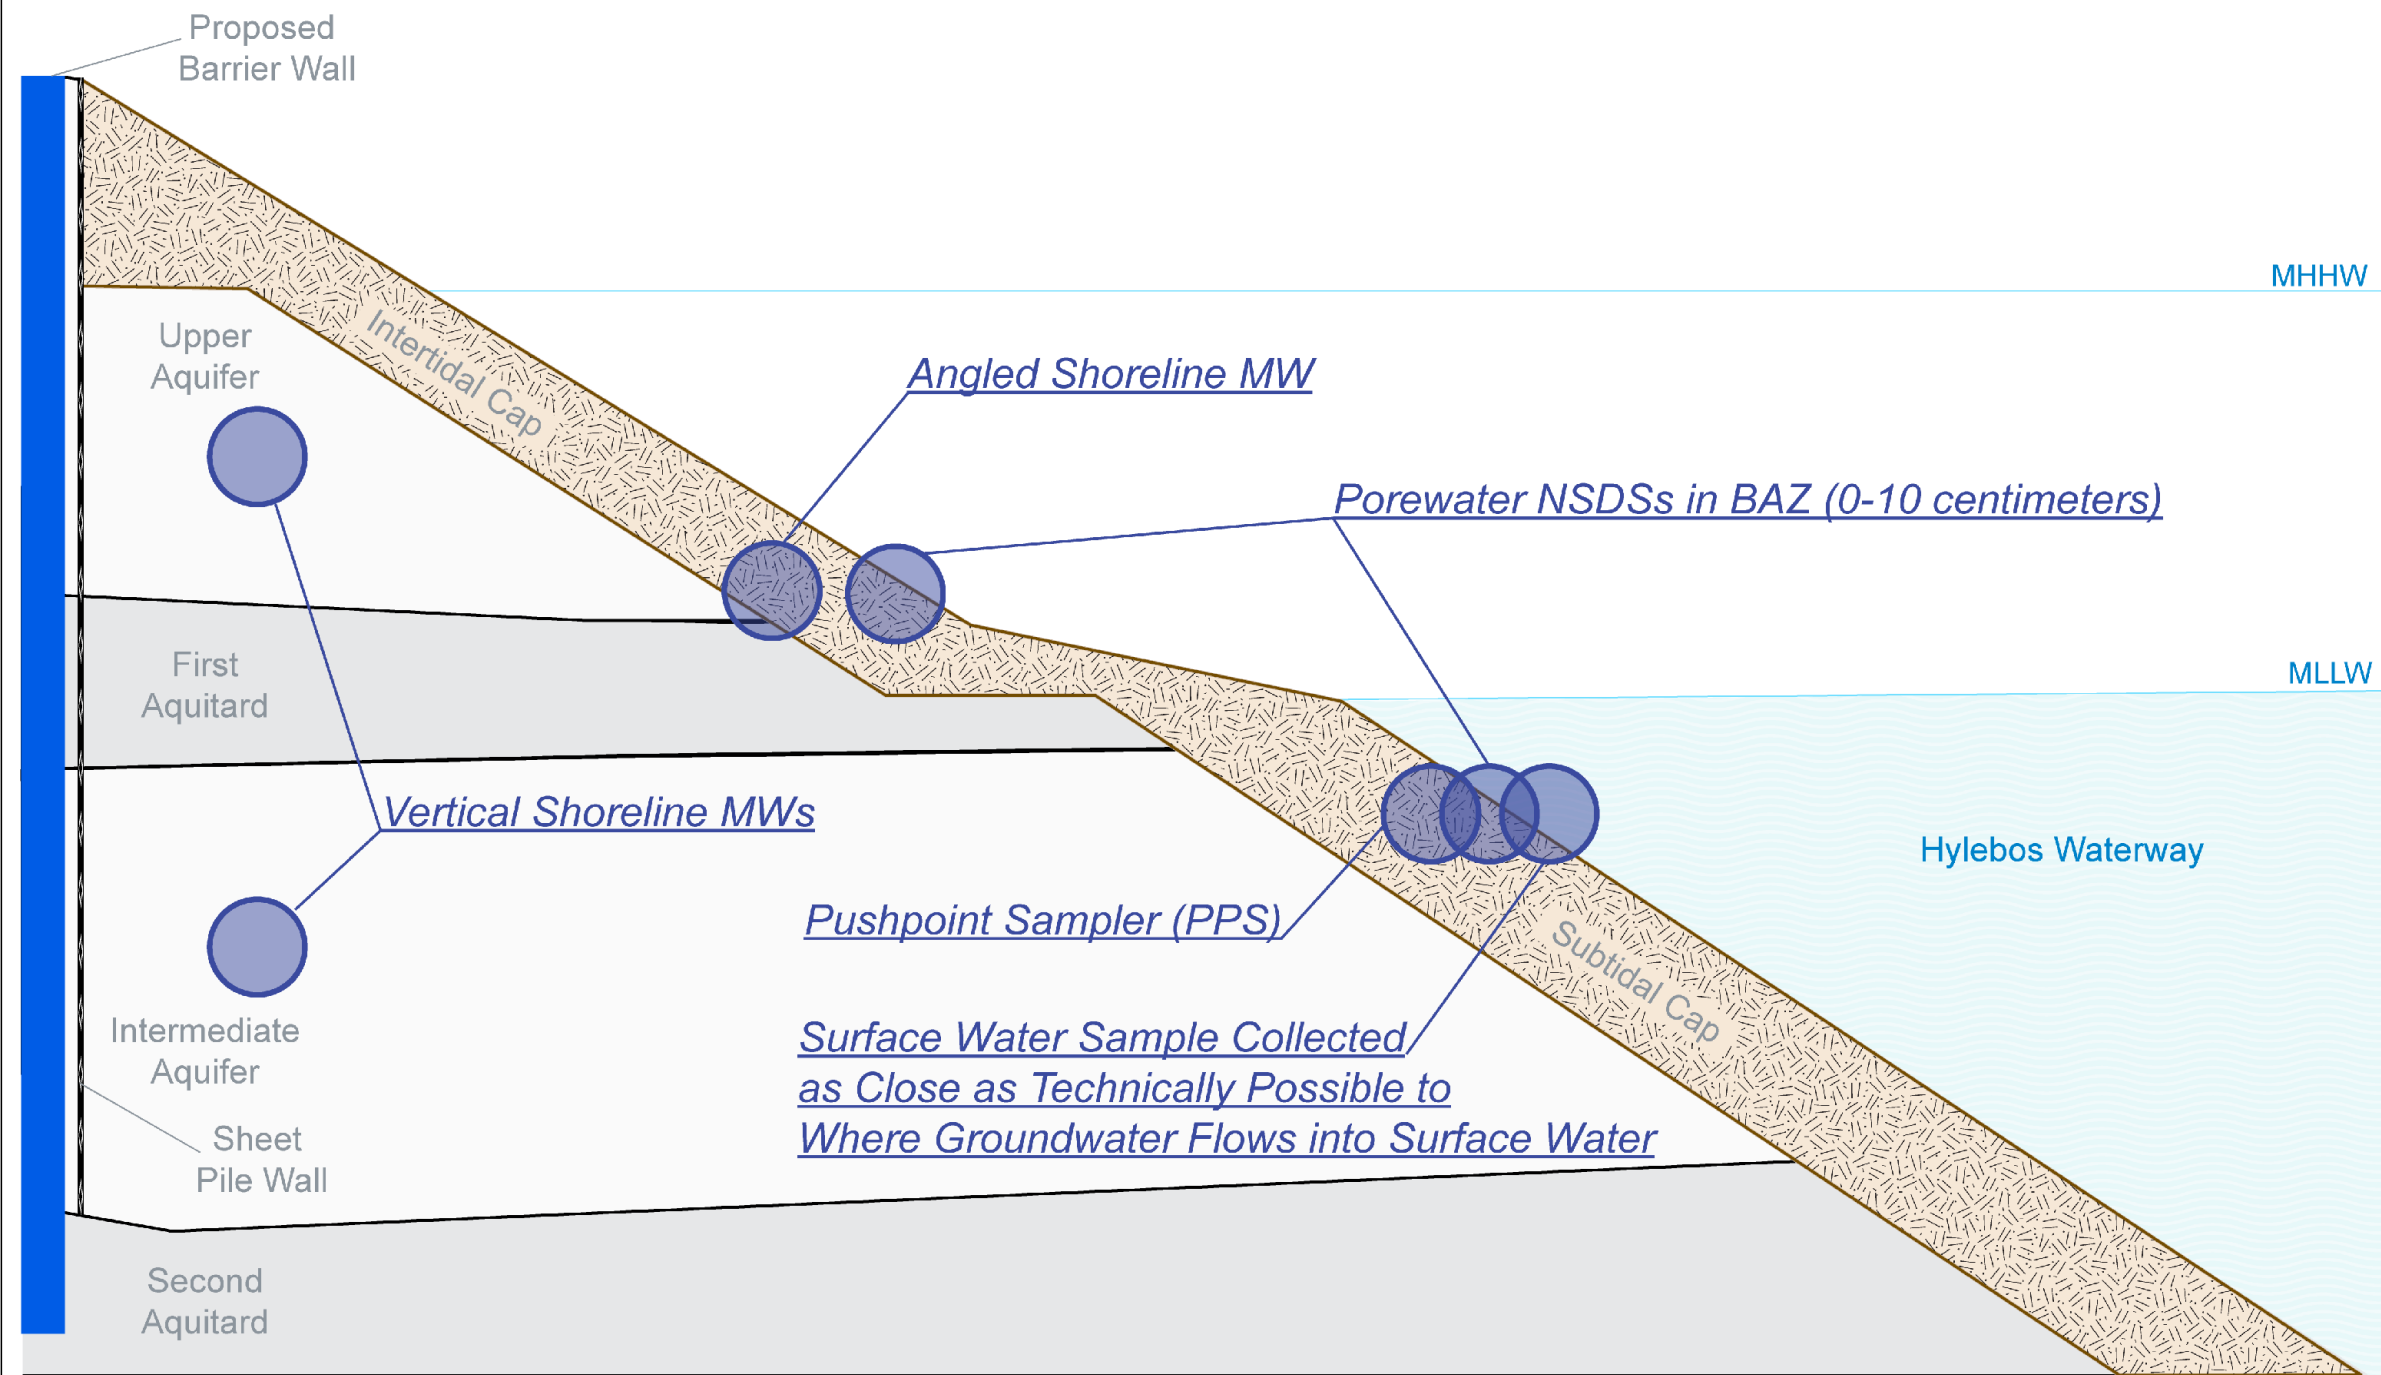 Proposed
Barrier Wall
MHHW
Upper
Aquifer
Intertidal Cap
Angled Shoreline MW
Porewater NSDSs in BAZ (0-10 centimeters)
First
Aquitard
MLLW
Vertical Shoreline MWs
Hylebos Waterway
Pushpoint Sampler (PPS)
Subtidal Cap
Intermediate
Aquifer
Surface Water Sample Collected
as Close as Technically Possible to
Where Groundwater Flows into Surface Water
Sheet
Pile Wall
Second
Aquitard